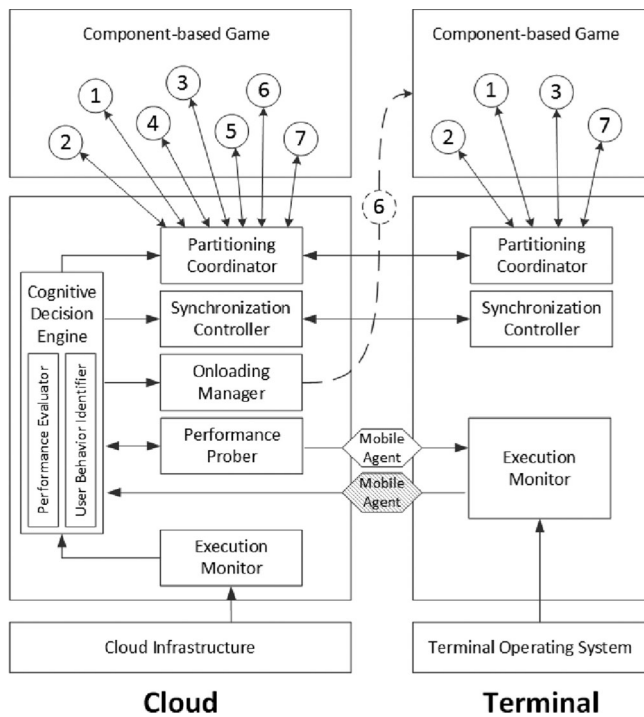 Component-based Game
1
3
6
2
4
5
7
Component-based Game
1
3
2
7
6
Partitioning
Coordinator
Cognitive
Decision
Engine
Performance Evaluator
User Behavior Identifier
Synchronization
Controller
Onloading
Manager
Performance
Prober
Execution
Monitor
Mobile
Agent
Mobile
Agent
Partitioning
Coordinator
Synchronization
Controller
Execution
Monitor
Cloud Infrastructure
Terminal Operating System
Cloud
Terminal